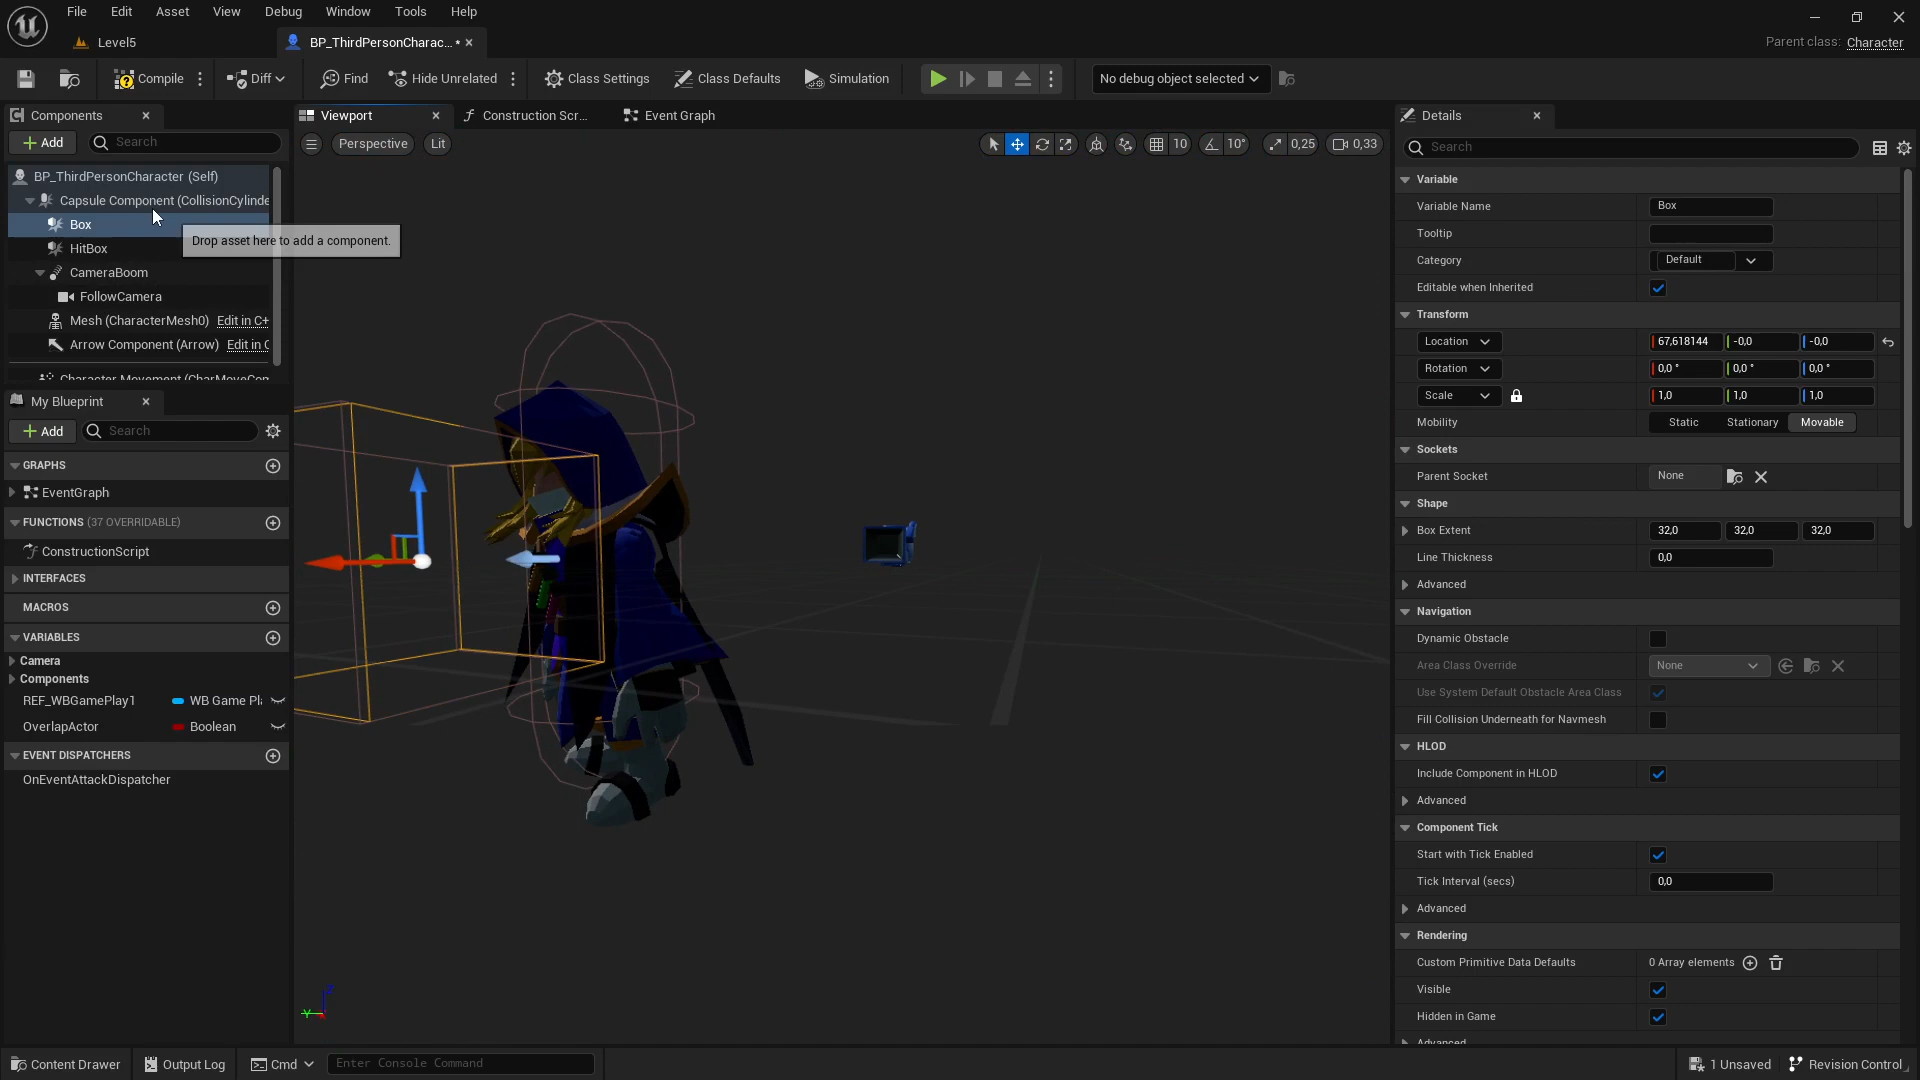 File Edit Asset View Debug Window Tools Help
Level5
BP_ThirdPersonCharac... •
Parent class: Character
Compile
Diff
Find
Hide Unrelated
Class Settings
Class Defaults
Simulation
No debug object selected
Components
Viewport
Construction Scr...
Event Graph
Details
Add
Search
Perspective
Lit
10
10°
0,25
0,33
Search
BP_ThirdPersonCharacter (Self)
Capsule Component (CollisionCylinde
Box
HitBox
CameraBoom
FollowCamera
Mesh (CharacterMesh0) Edit in C+
Arrow Component (Arrow) Edit in C
Character Movement (CharMoveCon
Drop asset here to add a component.
My Blueprint
Add
Search
GRAPHS
EventGraph
FUNCTIONS (37 OVERRIDABLE)
ConstructionScript
INTERFACES
MACROS
VARIABLES
Camera
Components
REF_WBGamePlay1 WB Game Pl
OverlapActor Boolean
EVENT DISPATCHERS
OnEventAttackDispatcher
Z
Y
Variable
Variable Name Box
Tooltip
Category Default
Editable when Inherited
Transform
Location 67,618144 -0,0 -0,0
Rotation 0,0 ° 0,0 ° 0,0 °
Scale 1,0 1,0 1,0
Mobility Static Stationary Movable
Sockets
Parent Socket None
Shape
Box Extent 32,0 32,0 32,0
Line Thickness 0,0
Advanced
Navigation
Dynamic Obstacle
Area Class Override None
Use System Default Obstacle Area Class
Fill Collision Underneath for Navmesh
HLOD
Include Component in HLOD
Advanced
Component Tick
Start with Tick Enabled
Tick Interval (secs) 0,0
Advanced
Rendering
Custom Primitive Data Defaults 0 Array elements
Visible
Hidden in Game
Advanced
Content Drawer
Output Log
Cmd
Enter Console Command
1 Unsaved
Revision Control